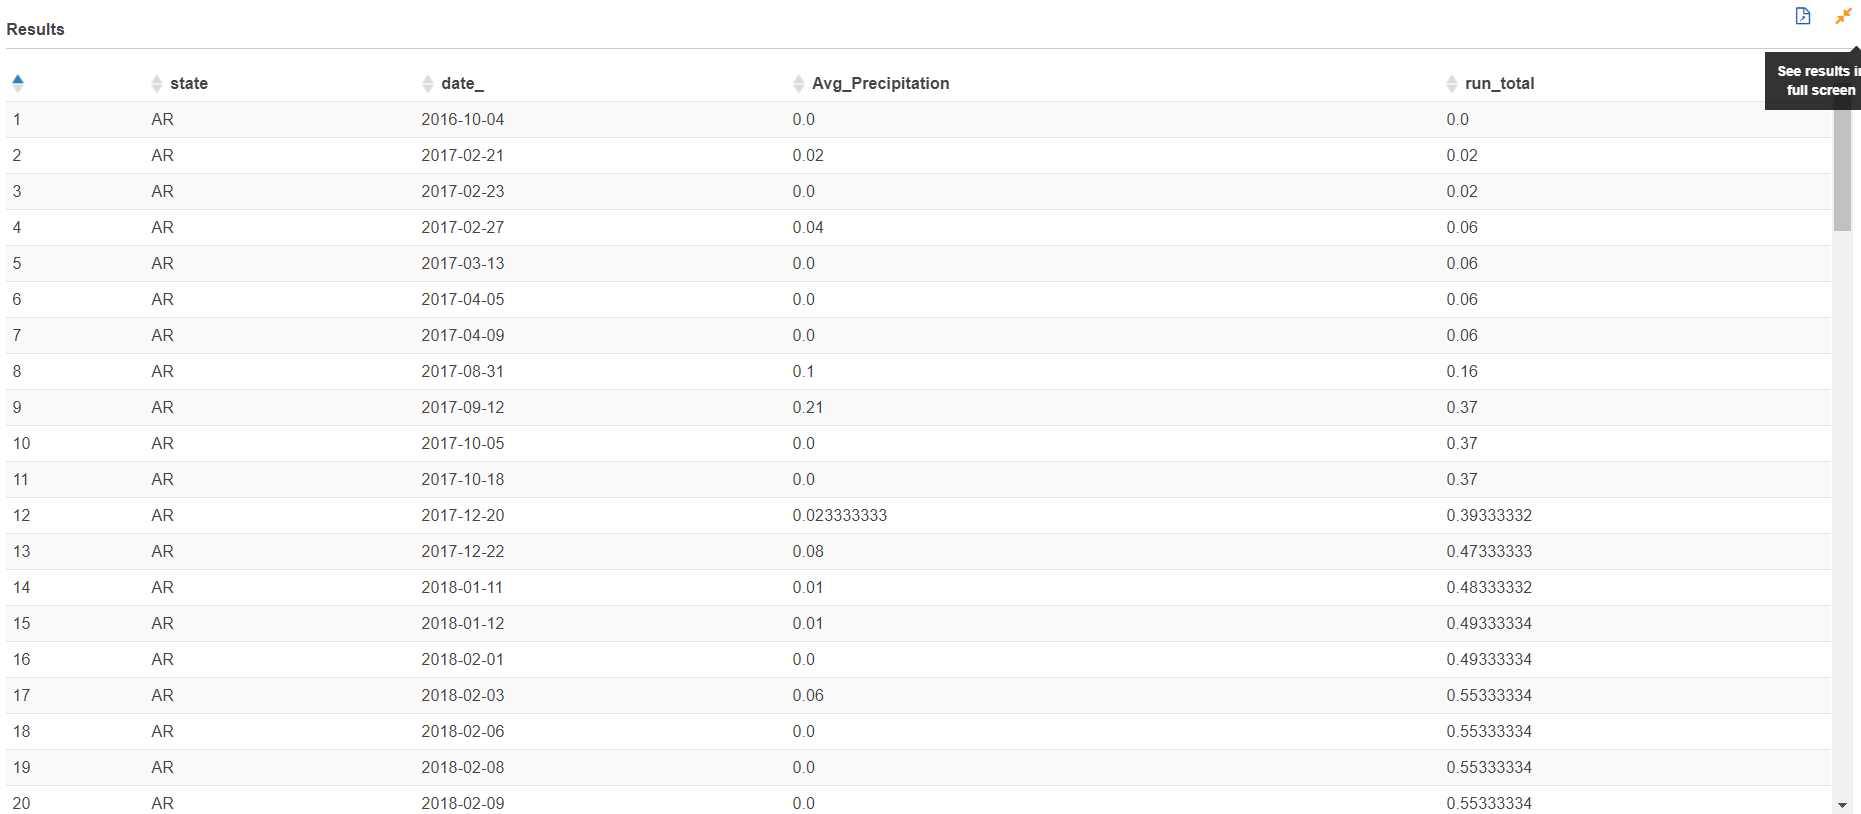 Results
See results in
full screen
state date_ Avg_Precipitation run_total
1 AR 2016-10-04 0.0 0.0
2 AR 2017-02-21 0.02 0.02
3 AR 2017-02-23 0.0 0.02
4 AR 2017-02-27 0.04 0.06
5 AR 2017-03-13 0.0 0.06
6 AR 2017-04-05 0.0 0.06
7 AR 2017-04-09 0.0 0.06
8 AR 2017-08-31 0.1 0.16
9 AR 2017-09-12 0.21 0.37
10 AR 2017-10-05 0.0 0.37
11 AR 2017-10-18 0.0 0.37
12 AR 2017-12-20 0.023333333 0.39333332
13 AR 2017-12-22 0.08 0.47333333
14 AR 2018-01-11 0.01 0.48333332
15 AR 2018-01-12 0.01 0.49333334
16 AR 2018-02-01 0.0 0.49333334
17 AR 2018-02-03 0.06 0.55333334
18 AR 2018-02-06 0.0 0.55333334
19 AR 2018-02-08 0.0 0.55333334
20 AR 2018-02-09 0.0 0.55333334